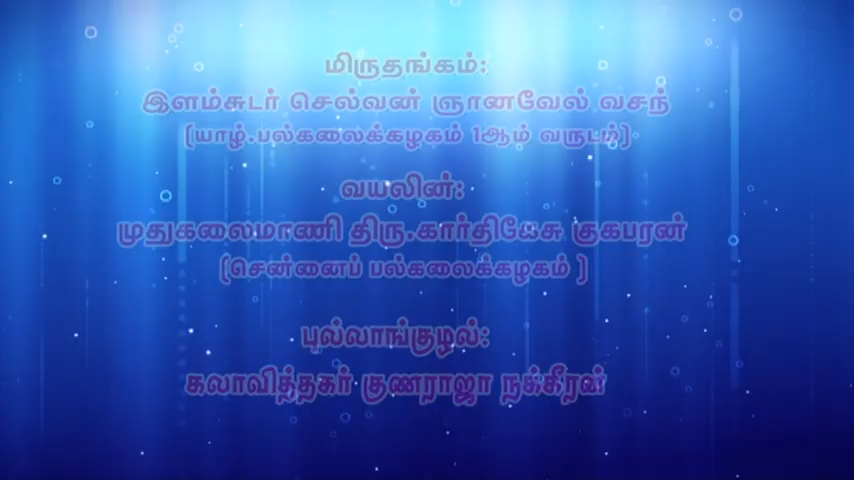 மிருதங்கம்:
இளம்சுடர் செல்வன் ஞானவேல் வசந்
(யாழ்.பல்கலைக்கழகம் 1ஆம் வருடம்)
வயலின்:
முதுகலைமாணி திரு.கார்திகேசு குகபரன்
(சென்னைப் பல்கலைக்கழகம் )
புல்லாங்குழல்:
கலாவித்தகர் குணராஜா நக்கீரன்